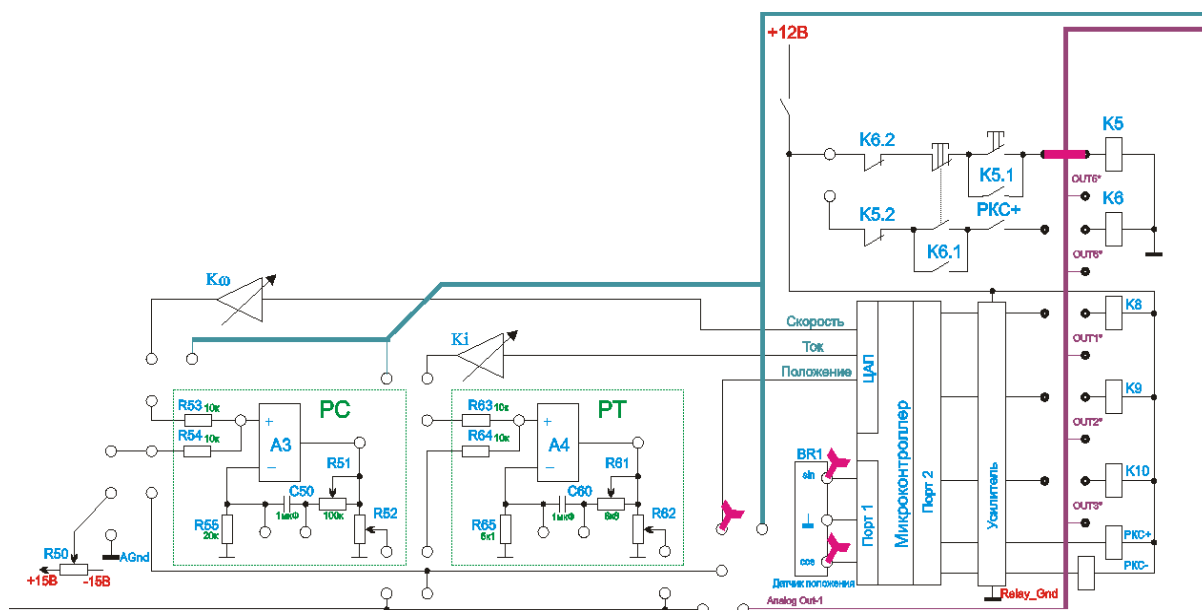 +12В
K5
K6.2
K5.1
OUT6*
K6
РКС+
K5.2
K6.1
OUT6*
Kω
K8
Скорость
Ki
Ток
OUT1*
Положение
ЦАП
Микроконтроллер
Порт 2
Усилитель
K9
PC
PT
R53 10к
R63 10к
A3
A4
R54 10к
R64 10к
OUT2*
R51
R61
BR1
sin
K10
C50
C60
1мкФ
100к
R52
1мкФ
6к8
R62
Порт 1
R55
20к
R65
OUT3*
РКС+
AGnd
R50
+15В
-15В
cos
РКС-
Датчик положения
Relay_Gnd
Analog Out-1